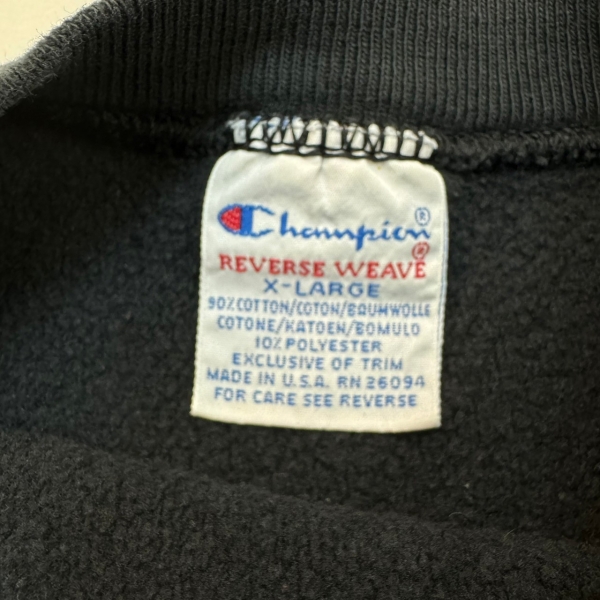 Champion®
REVERSE WEAVE®
X-LARGE
90% COTTON/COTON/BAUMWOLLE
COTONE/KATOEN/BOMULD
10% POLYESTER
EXCLUSIVE OF TRIM
MADE IN U.S.A. RN 26094
FOR CARE SEE REVERSE